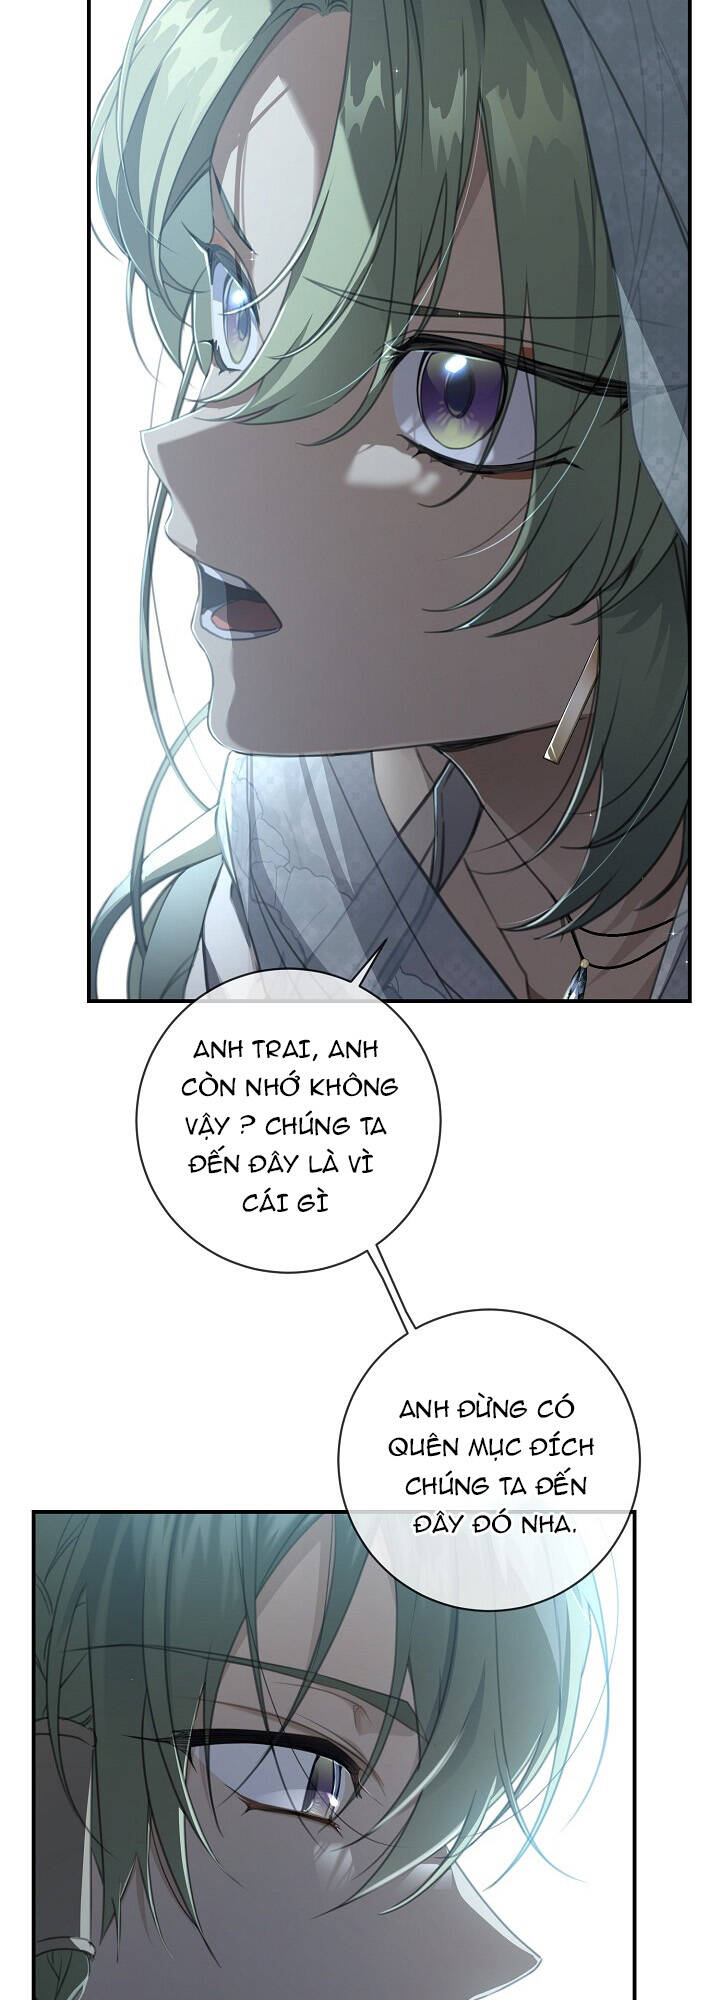 ANH TRAI, ANH
CÒN NHỚ KHÔNG
VẬY ? CHÚNG TA
ĐẾN ĐÂY LÀ VÌ
CÁI GÌ
ANH ĐỪNG CÓ
QUÊN MỤC ĐÍCH
CHÚNG TA ĐẾN
ĐÂY ĐÓ NHA.